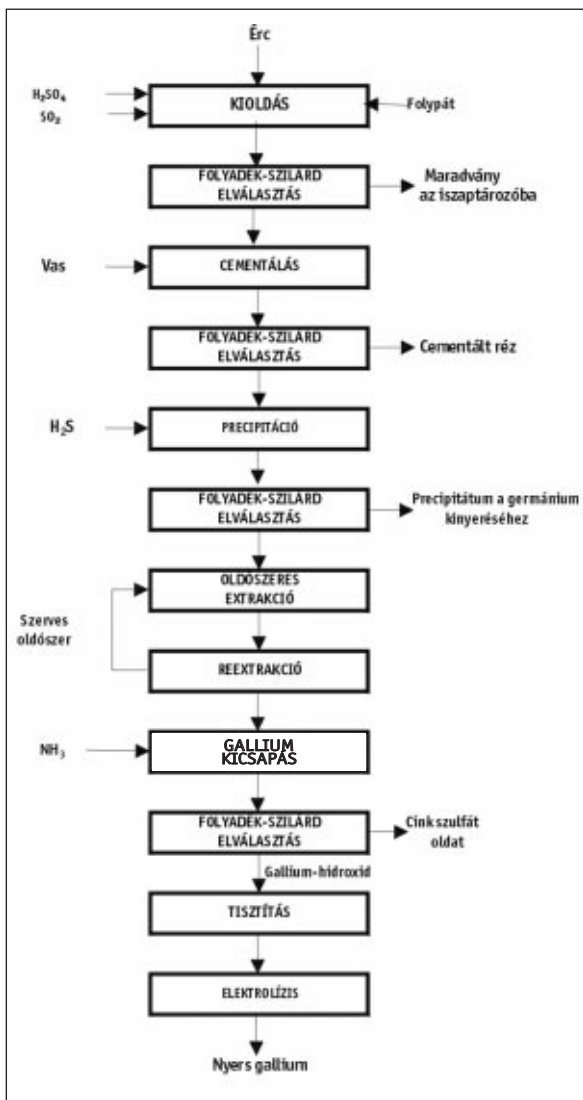 Érc
H₂SO₄
SO₂
KIOLDÁS
Folypát
FOLYADÉK-SZILÁRD
ELVÁLASZTÁS
Maradvány
az iszaptározóba
Vas
CEMENTÁLÁS
FOLYADÉK-SZILÁRD
ELVÁLASZTÁS
Cementált réz
H₂S
PRECIPITÁCIÓ
FOLYADÉK-SZILÁRD
ELVÁLASZTÁS
Precipitátum a germánium
kinyeréséhez
OLDÓSZERES
EXTRAKCIÓ
Szerves
oldószer
REEXTRAKCIÓ
NH₃
GALLIUM
KICSAPÁS
FOLYADÉK-SZILÁRD
ELVÁLASZTÁS
Cink szulfát
oldat
Gallium-hidroxid
TISZTÍTÁS
ELEKTROLÍZIS
Nyers gallium